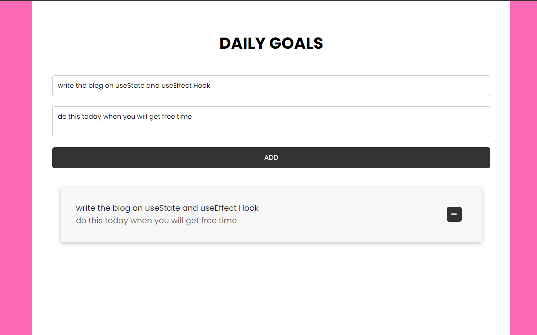 DAILY GOALS
write the blog on useState and useEffect Hook
do this today when you will get free time
ADD
write the blog on useState and useEffect Hook
do this today when you will get free time